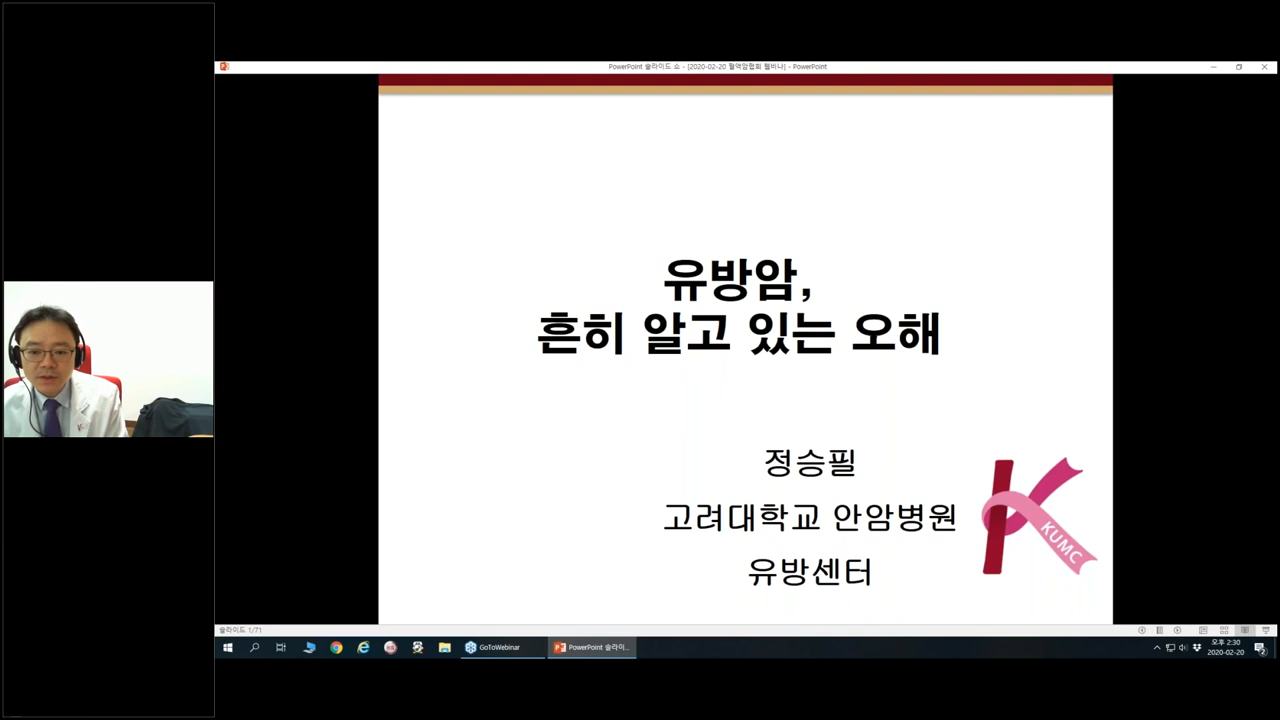 PowerPoint 슬라이드 쇼 - [2020-02-20 혈액암협회 웹비나] - PowerPoint
유방암,
흔히 알고 있는 오해
정승필
고려대학교 안암병원
유방센터
KUMC
슬라이드 1/71
GoToWebinar
PowerPoint 슬라이...
오후 2:30
2020-02-20